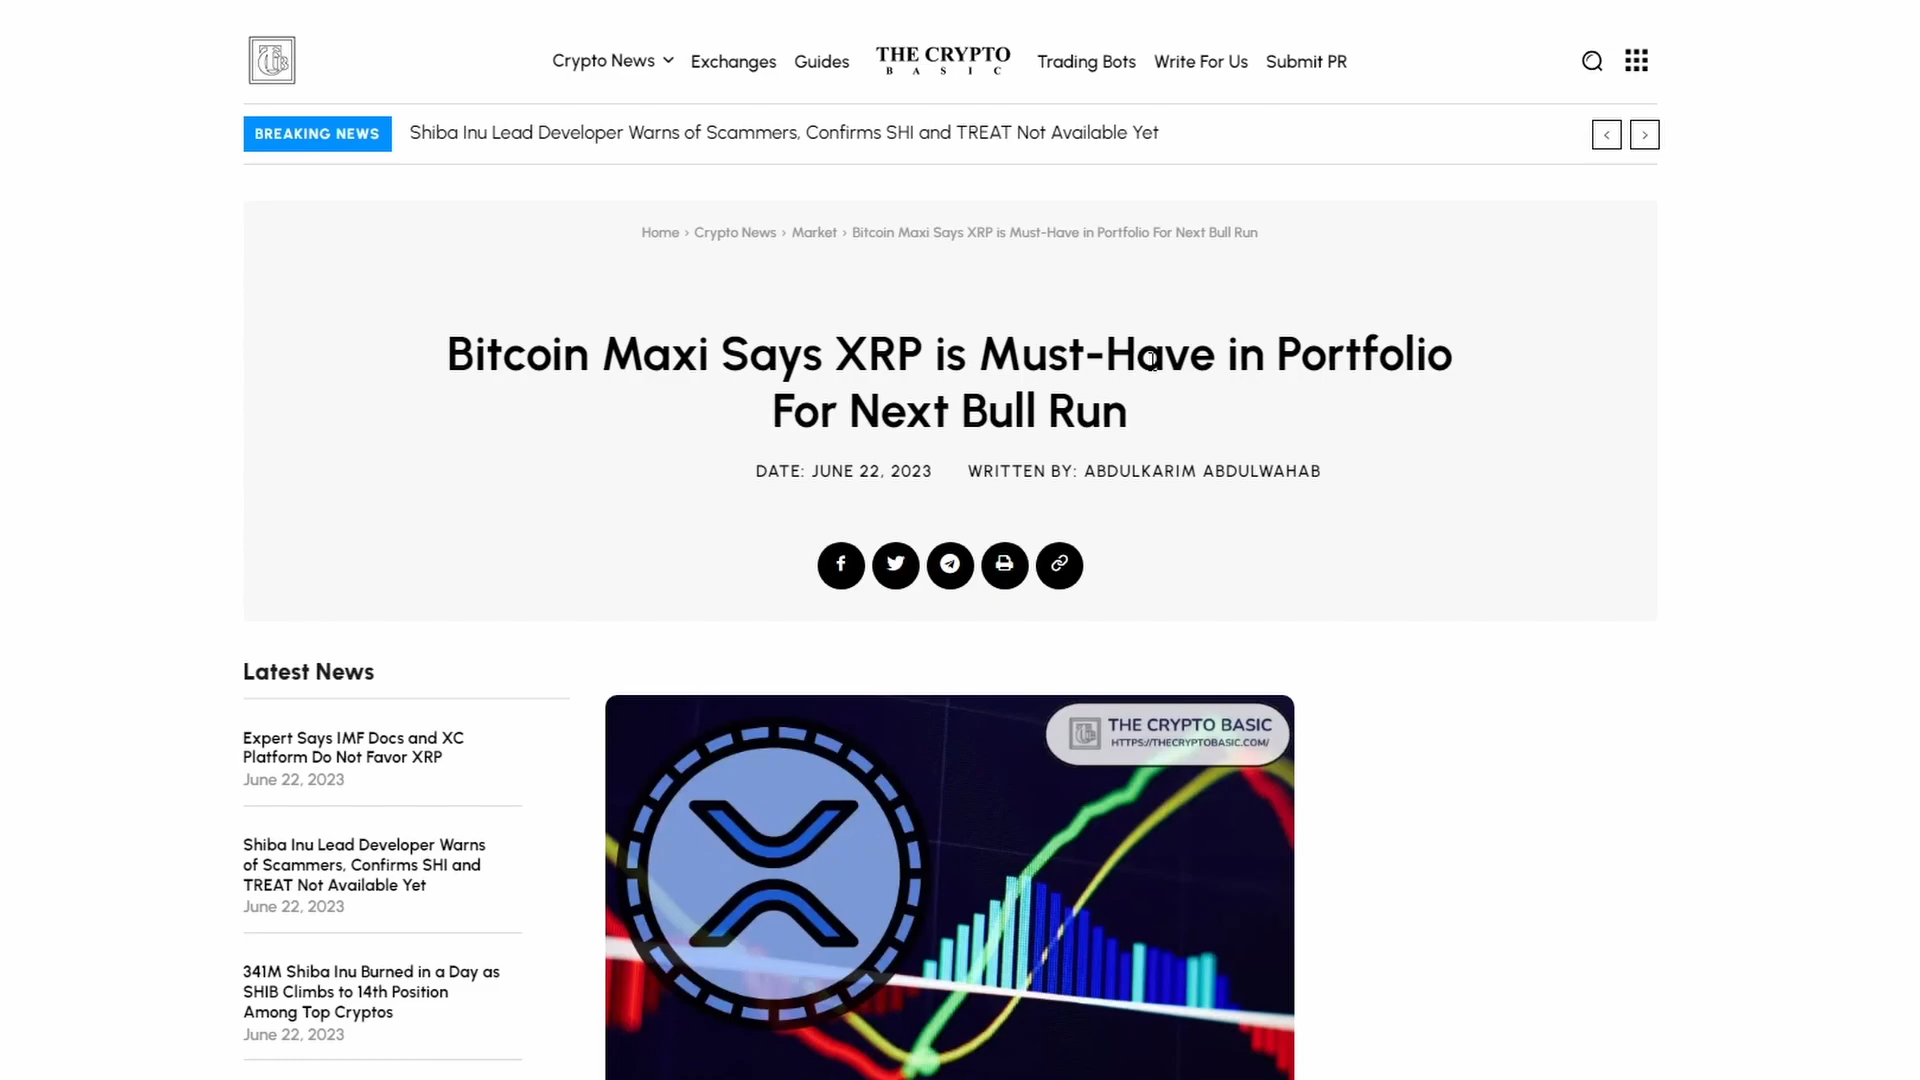 Crypto News
Exchanges
Guides
THE CRYPTO
BASIC
Trading Bots
Write For Us
Submit PR
BREAKING NEWS
Shiba Inu Lead Developer Warns of Scammers, Confirms SHI and TREAT Not Available Yet
Home › Crypto News › Market › Bitcoin Maxi Says XRP is Must-Have in Portfolio For Next Bull Run
Bitcoin Maxi Says XRP is Must-Have in Portfolio
For Next Bull Run
DATE: JUNE 22, 2023 WRITTEN BY: ABDULKARIM ABDULWAHAB
Latest News
Expert Says IMF Docs and XC
Platform Do Not Favor XRP
June 22, 2023
Shiba Inu Lead Developer Warns
of Scammers, Confirms SHI and
TREAT Not Available Yet
June 22, 2023
341M Shiba Inu Burned in a Day as
SHIB Climbs to 14th Position
Among Top Cryptos
June 22, 2023
THE CRYPTO BASIC
HTTPS://THECRYPTOBASIC.COM/